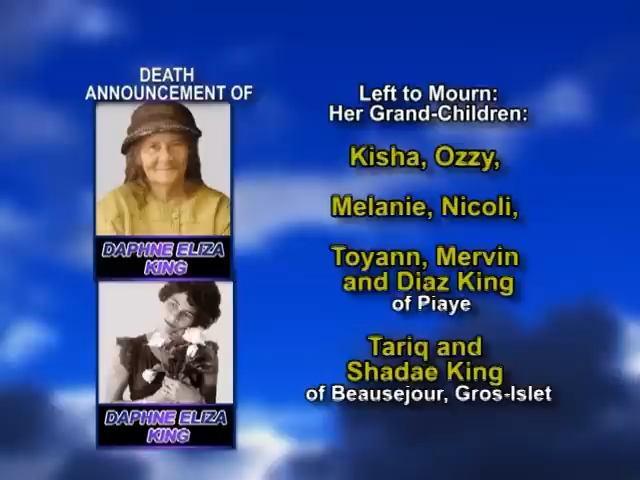 DEATH
ANNOUNCEMENT OF
DAPHNE ELIZA
KING
DAPHNE ELIZA
KING
Left to Mourn:
Her Grand-Children:
Kisha, Ozzy,
Melanie, Nicoli,
Toyann, Mervin
and Diaz King
of Piaye
Tariq and
Shadae King
of Beausejour, Gros-Islet